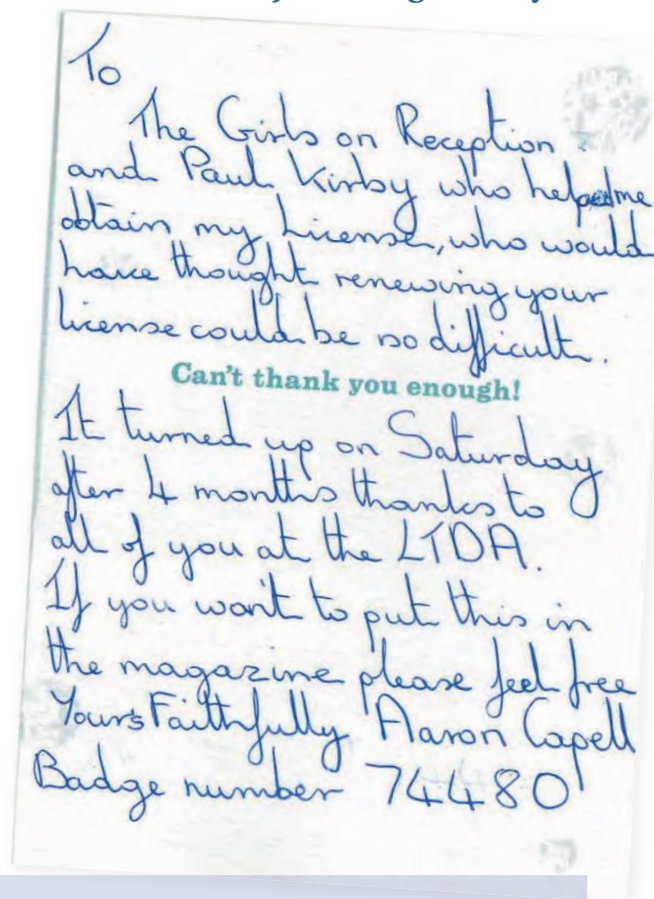 To
The Girls on Reception
and Paul Kirby who helped me
obtain my License, who would
have thought renewing your
license could be so difficult.
Can't thank you enough!
It turned up on Saturday
after 4 months thanks to
all of you at the LTDA.
If you want to put this in
the magazine please feel free
Yours Faithfully Aaron Capell
Badge number 74480